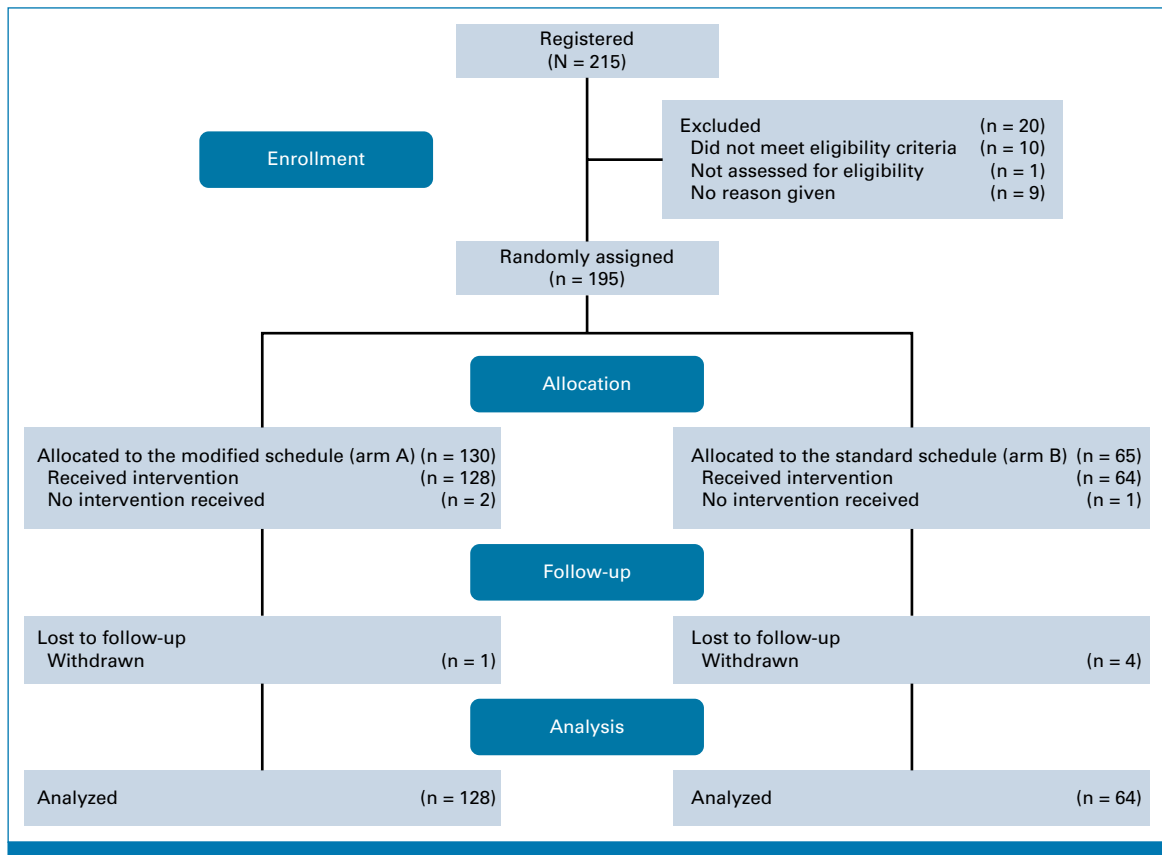 Registered
(N = 215)
Excluded (n = 20)
Did not meet eligibility criteria (n = 10)
Not assessed for eligibility (n = 1)
No reason given (n = 9)
Enrollment
Randomly assigned
(n = 195)
Allocation
Allocated to the modified schedule (arm A) (n = 130)
Received intervention (n = 128)
No intervention received (n = 2)
Allocated to the standard schedule (arm B) (n = 65)
Received intervention (n = 64)
No intervention received (n = 1)
Follow-up
Lost to follow-up
Withdrawn (n = 1)
Lost to follow-up
Withdrawn (n = 4)
Analysis
Analyzed (n = 128)
Analyzed (n = 64)